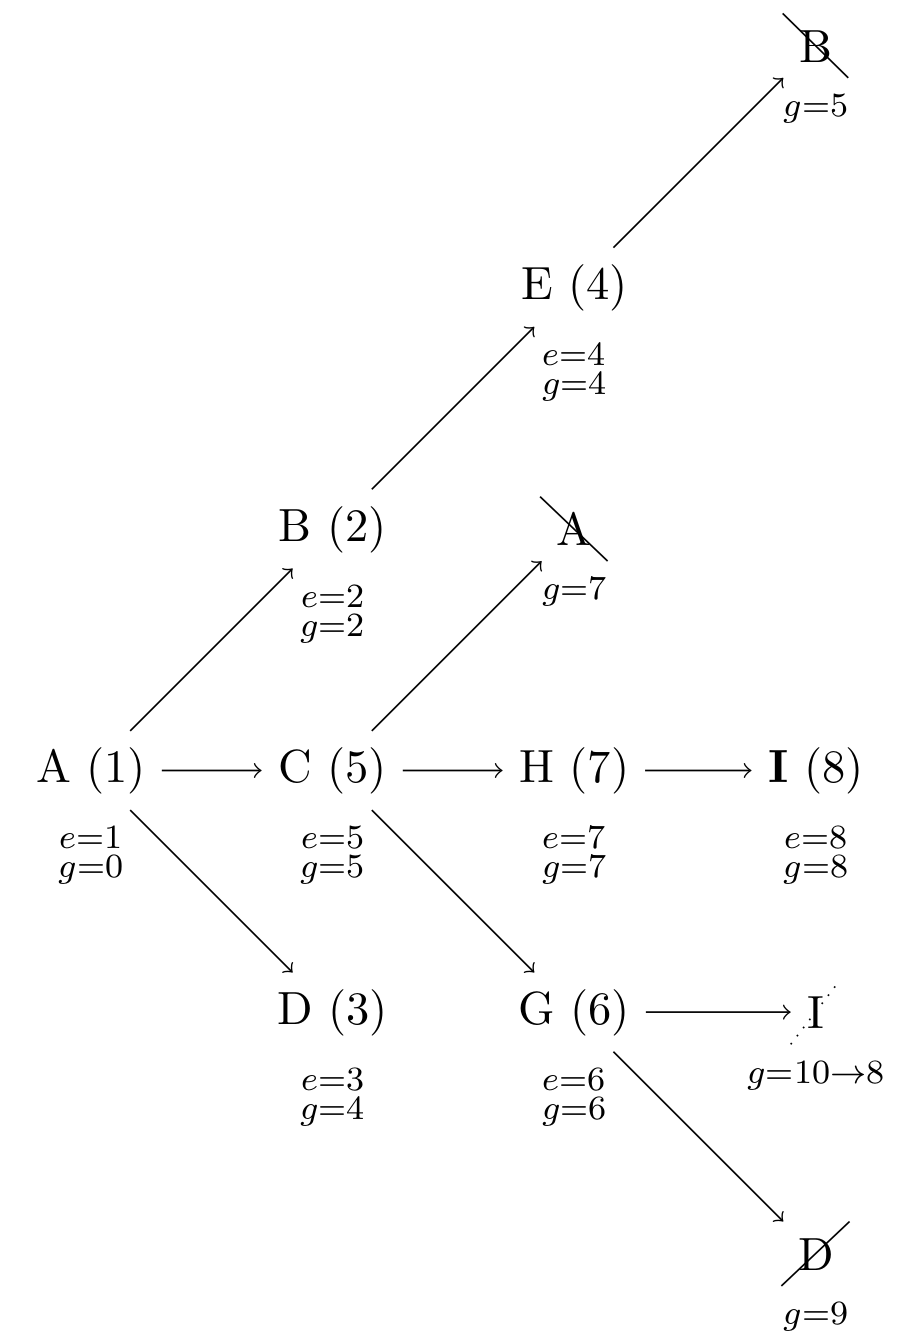 B
g=5
E (4)
e=4
g=4
B (2)
e=2
g=2
A
g=7
A (1)
e=1
g=0
C (5)
e=5
g=5
H (7)
e=7
g=7
I (8)
e=8
g=8
D (3)
e=3
g=4
G (6)
e=6
g=6
I
g=10→8
D
g=9